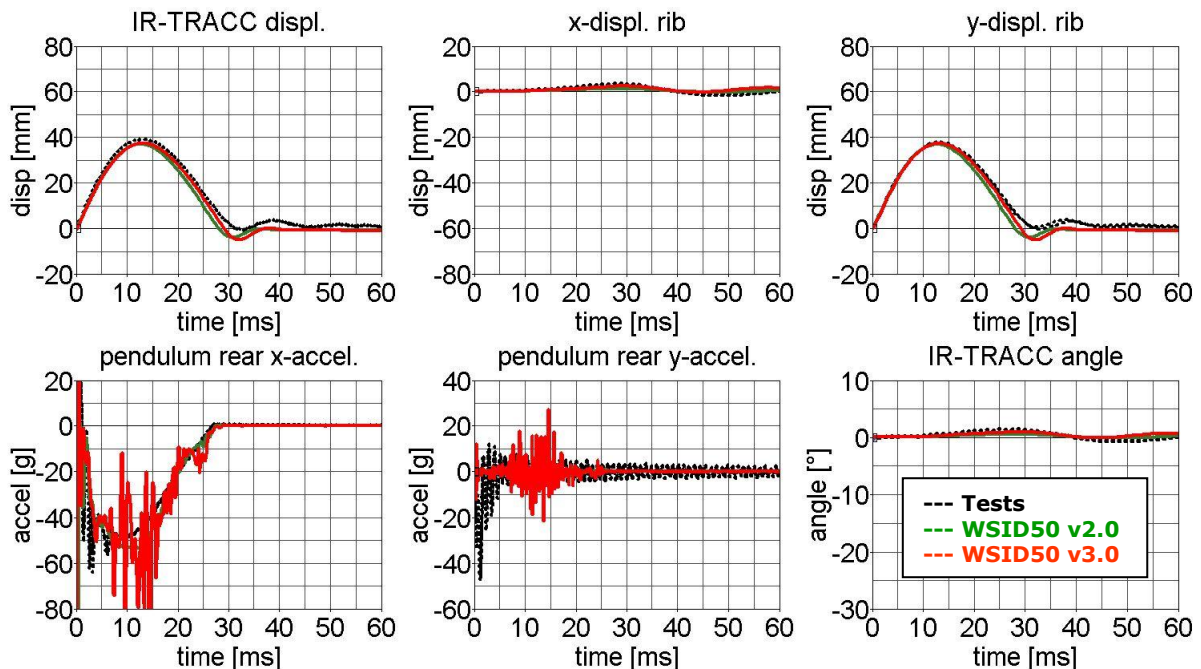 IR-TRACC displ.
x-displ. rib
y-displ. rib
disp [mm]
80
60
40
20
0
-20
0 10 20 30 40 50 60
time [ms]
disp [mm]
20
0
-20
-40
-60
-80
0 10 20 30 40 50 60
time [ms]
disp [mm]
80
60
40
20
0
-20
0 10 20 30 40 50 60
time [ms]
pendulum rear x-accel.
pendulum rear y-accel.
IR-TRACC angle
accel [g]
20
0
-20
-40
-60
-80
0 10 20 30 40 50 60
time [ms]
accel [g]
40
20
0
-20
-40
-60
0 10 20 30 40 50 60
time [ms]
angle [°]
10
0
-10
-20
-30
0 10 20 30 40 50 60
time [ms]
Tests
WSID50 v2.0
WSID50 v3.0